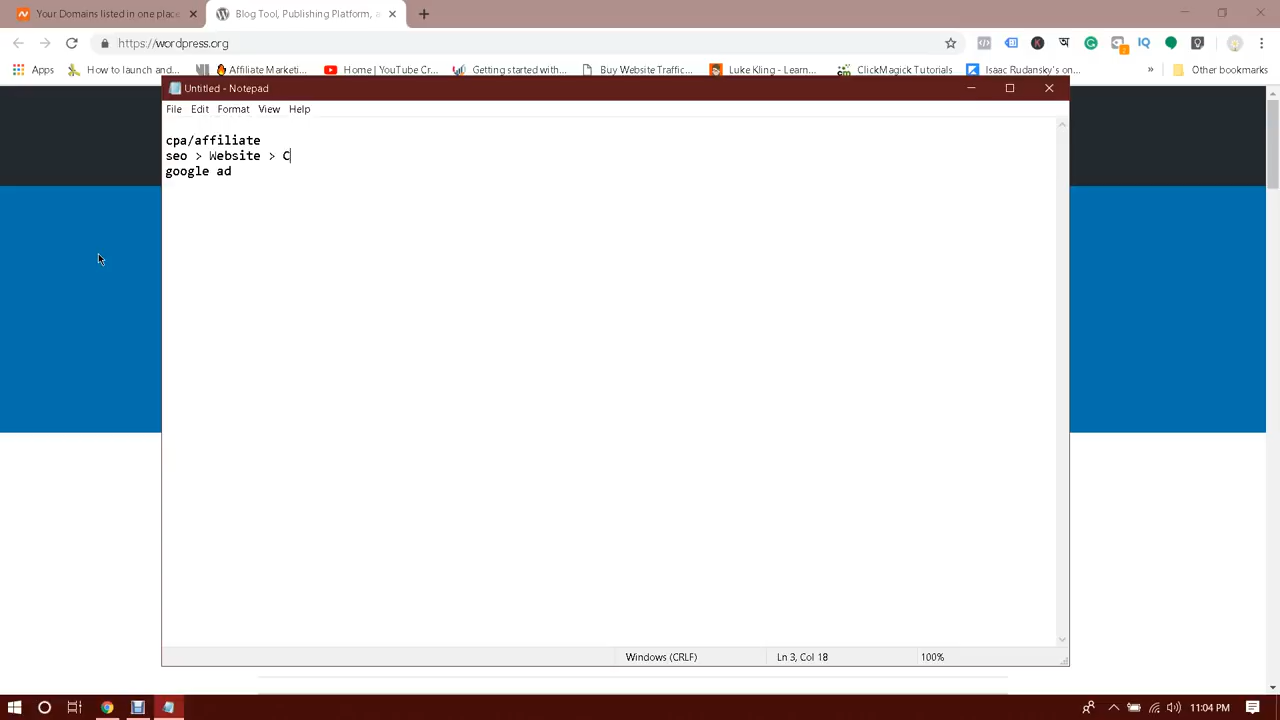 Your Domains listed in one place
Blog Tool, Publishing Platform, a
https://wordpress.org
Apps
How to launch and...
Affiliate Marketi...
Home | YouTube Cr...
Getting started with...
Buy Website Traffic...
Luke Kling - Learn...
cm ClickMagick Tutorials
Isaac Rudansky's on...
»
Other bookmarks
Untitled - Notepad
File Edit Format View Help
cpa/affiliate
seo > Website > C
google ad
Windows (CRLF)
Ln 3, Col 18
100%
11:04 PM